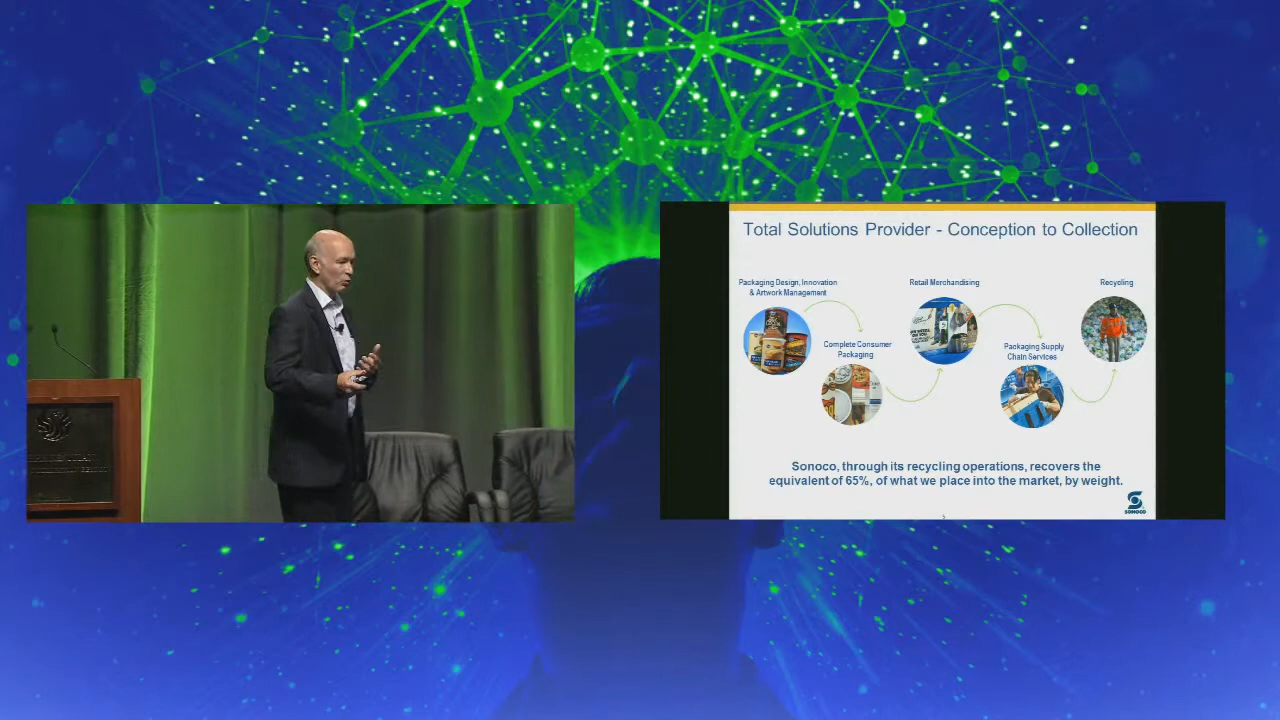 Total Solutions Provider - Conception to Collection
Packaging Design, Innovation
& Artwork Management
Retail Merchandising
Recycling
Complete Consumer
Packaging
Packaging Supply
Chain Services
Sonoco, through its recycling operations, recovers the
equivalent of 65%, of what we place into the market, by weight.
SONOCO
5